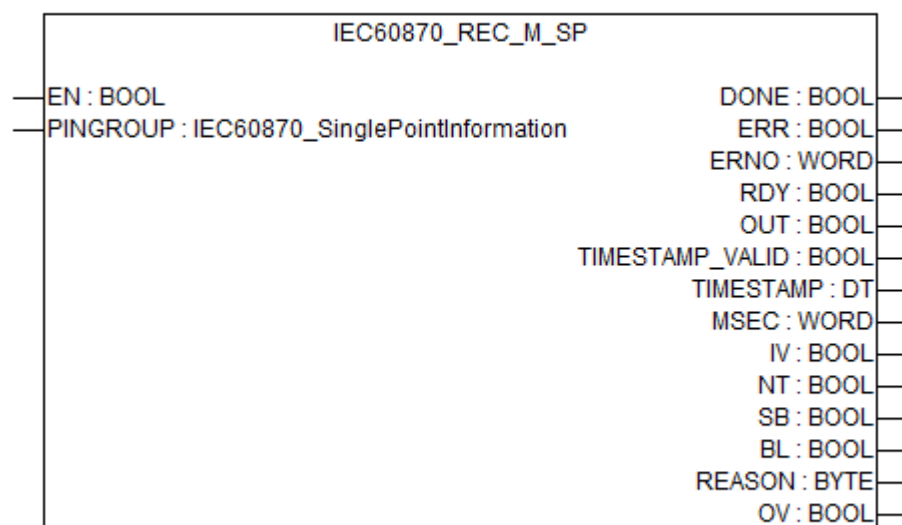 IEC60870_REC_M_SP
EN : BOOL DONE : BOOL
PINGROUP : IEC60870_SinglePointInformation ERR : BOOL
ERNO : WORD
RDY : BOOL
OUT : BOOL
TIMESTAMP_VALID : BOOL
TIMESTAMP : DT
MSEC : WORD
IV : BOOL
NT : BOOL
SB : BOOL
BL : BOOL
REASON : BYTE
OV : BOOL